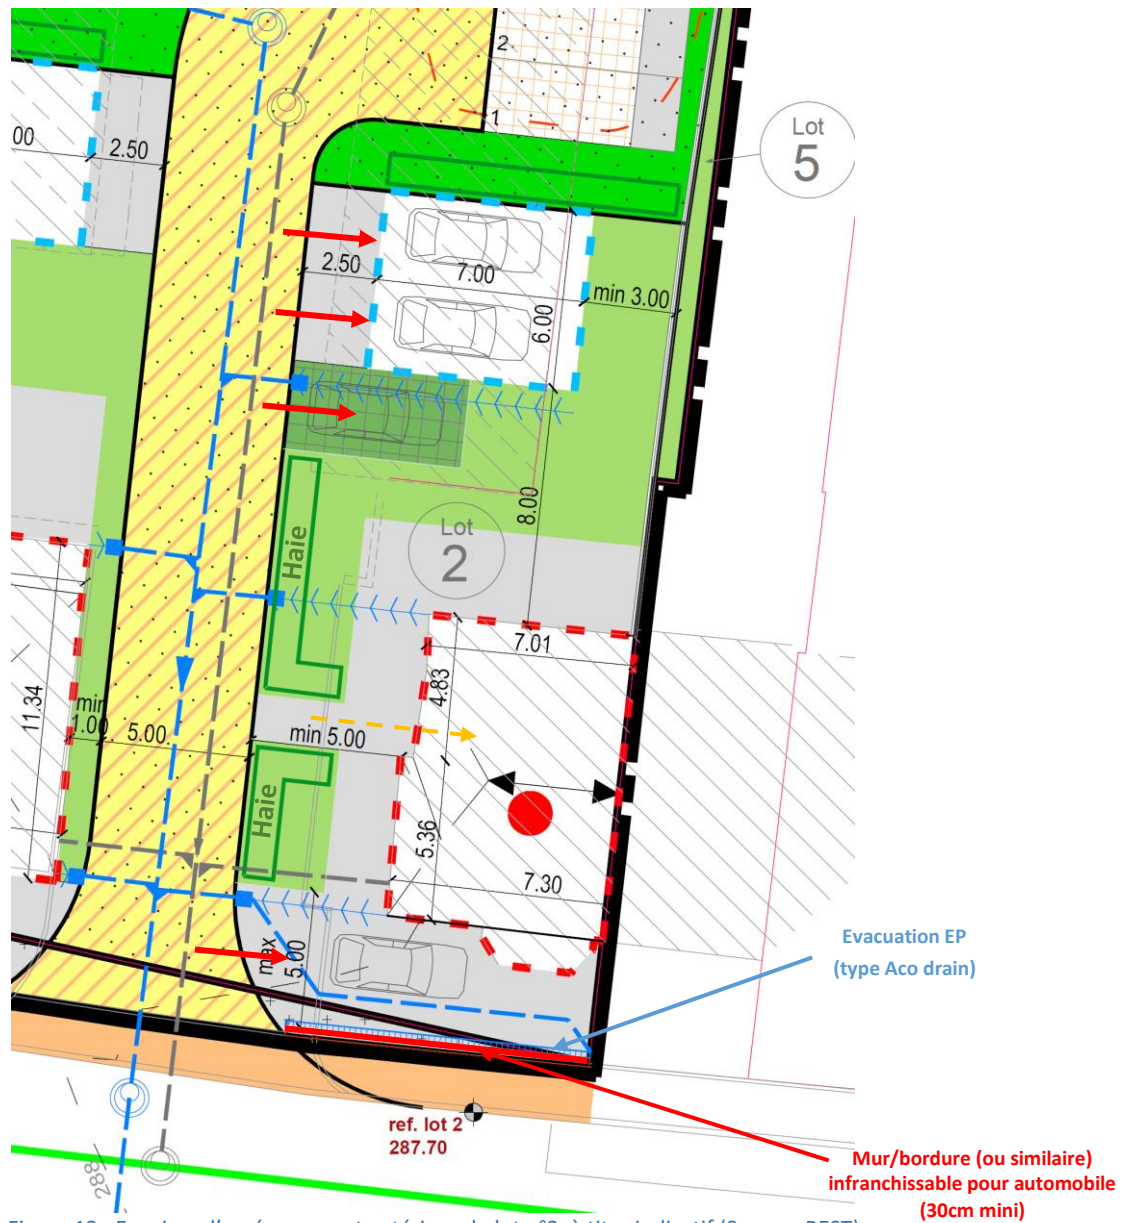 2
1
Lot
5
00
2.50
2.50
7.00
min 3.00
6.00
8.00
Lot
2
Haie
7.01
4.83
11.34
min
1.00
5.00
min 5.00
Haie
5.36
7.30
max
5.00
Evacuation EP
(type Aco drain)
ref. lot 2
287.70
288
Mur/bordure (ou similaire)
infranchissable pour automobile
(30cm mini)